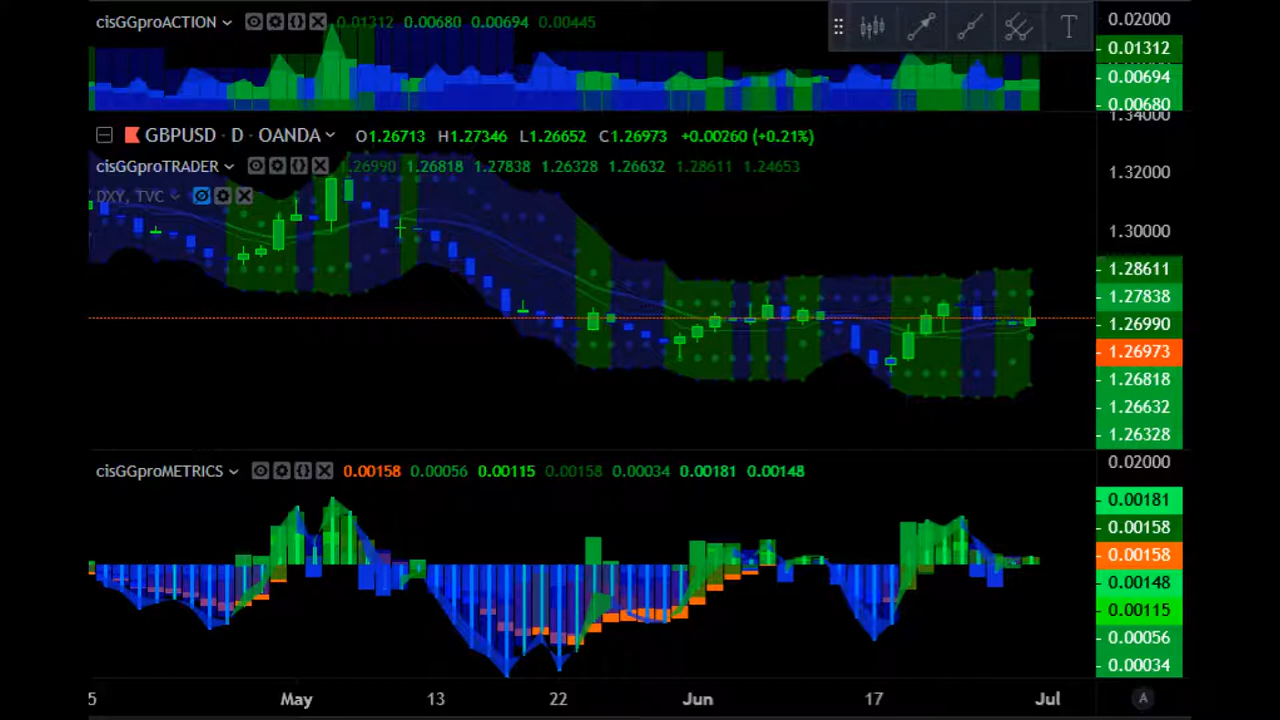 cisGGproACTION 0.01312 0.00680 0.00694 0.00445
T
0.02000
0.01312
0.00694
0.00680
1.34000
GBPUSD · D · OANDA O1.26713 H1.27346 L1.26652 C1.26973 +0.00260 (+0.21%)
cisGGproTRADER 1.26990 1.26818 1.27838 1.26328 1.26632 1.28611 1.24653
DXY, TVC
1.32000
1.30000
1.28611
1.27838
1.26990
1.26973
1.26818
1.26632
1.26328
cisGGproMETRICS 0.00158 0.00056 0.00115 0.00158 0.00034 0.00181 0.00148
0.02000
0.00181
0.00158
0.00158
0.00148
0.00115
0.00056
0.00034
5 May 13 22 Jun 17 Jul
A